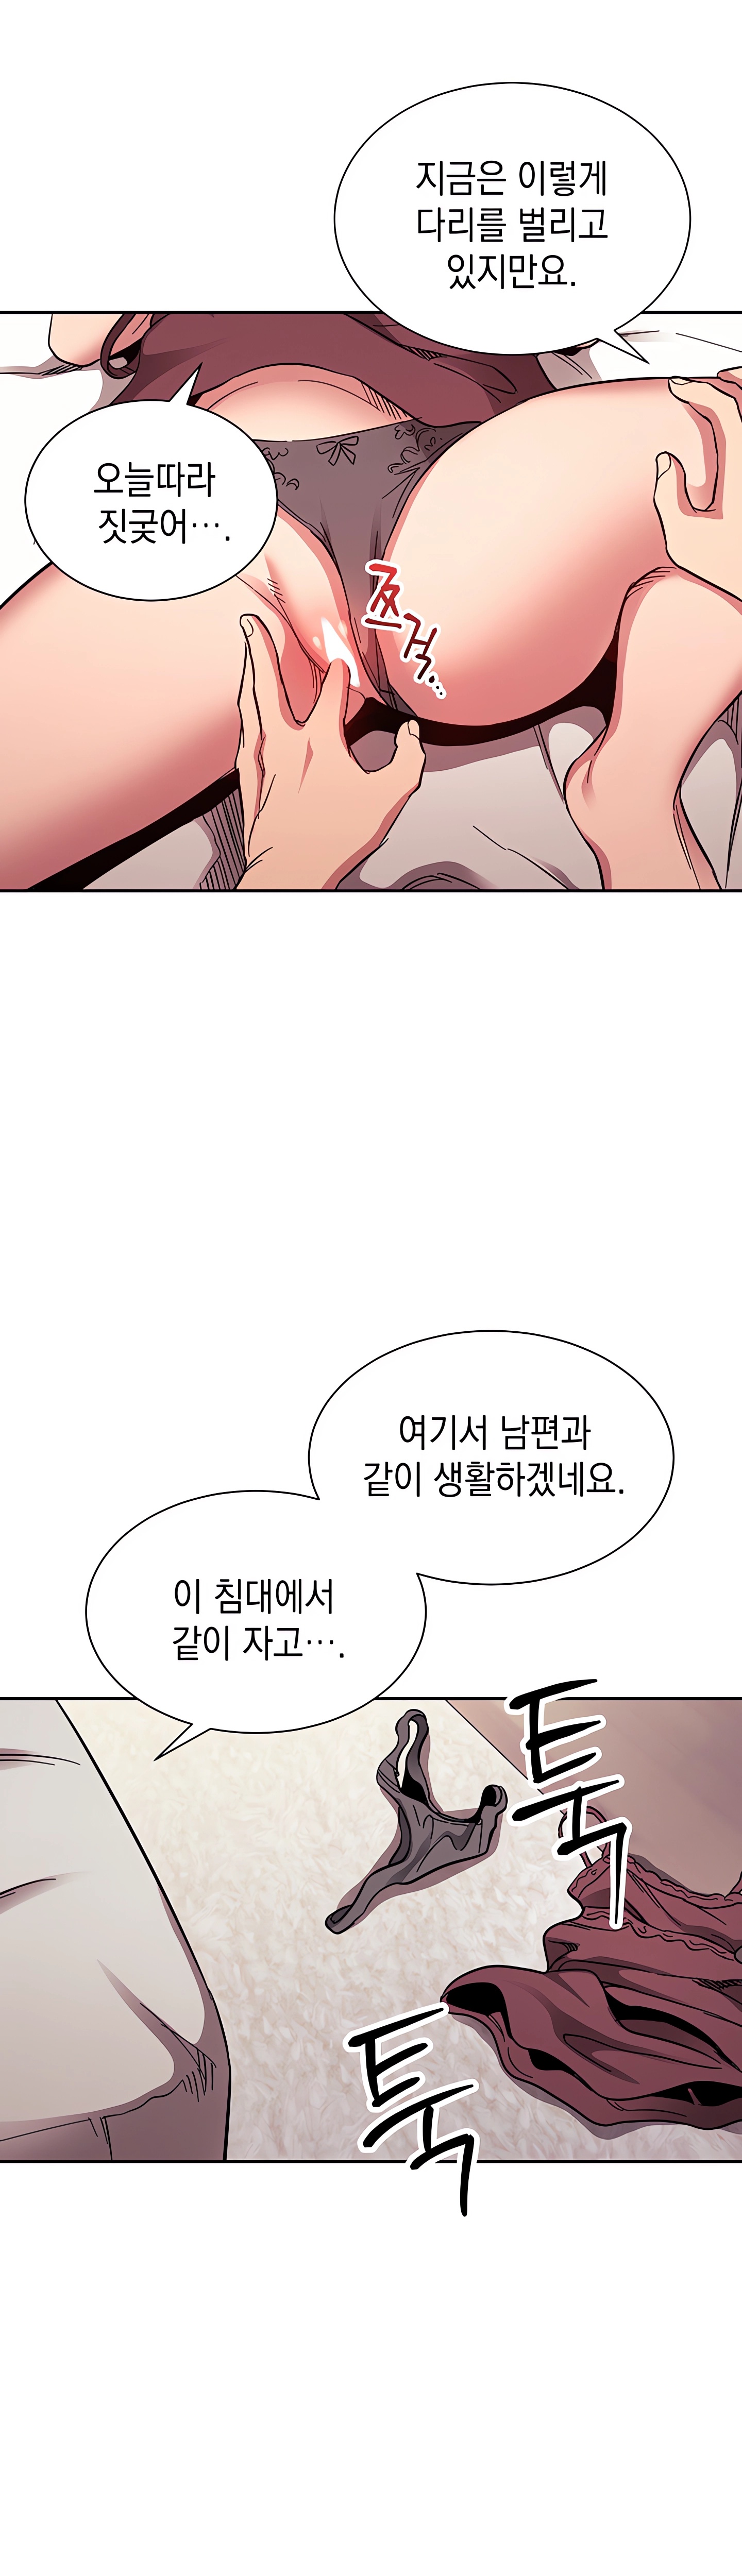 지금은 이렇게
다리를 벌리고
있지만요.
오늘따라
짓궂어….
쯔걱..
여기서 남편과
같이 생활하겠네요.
이 침대에서
같이 자고….
툭
툭